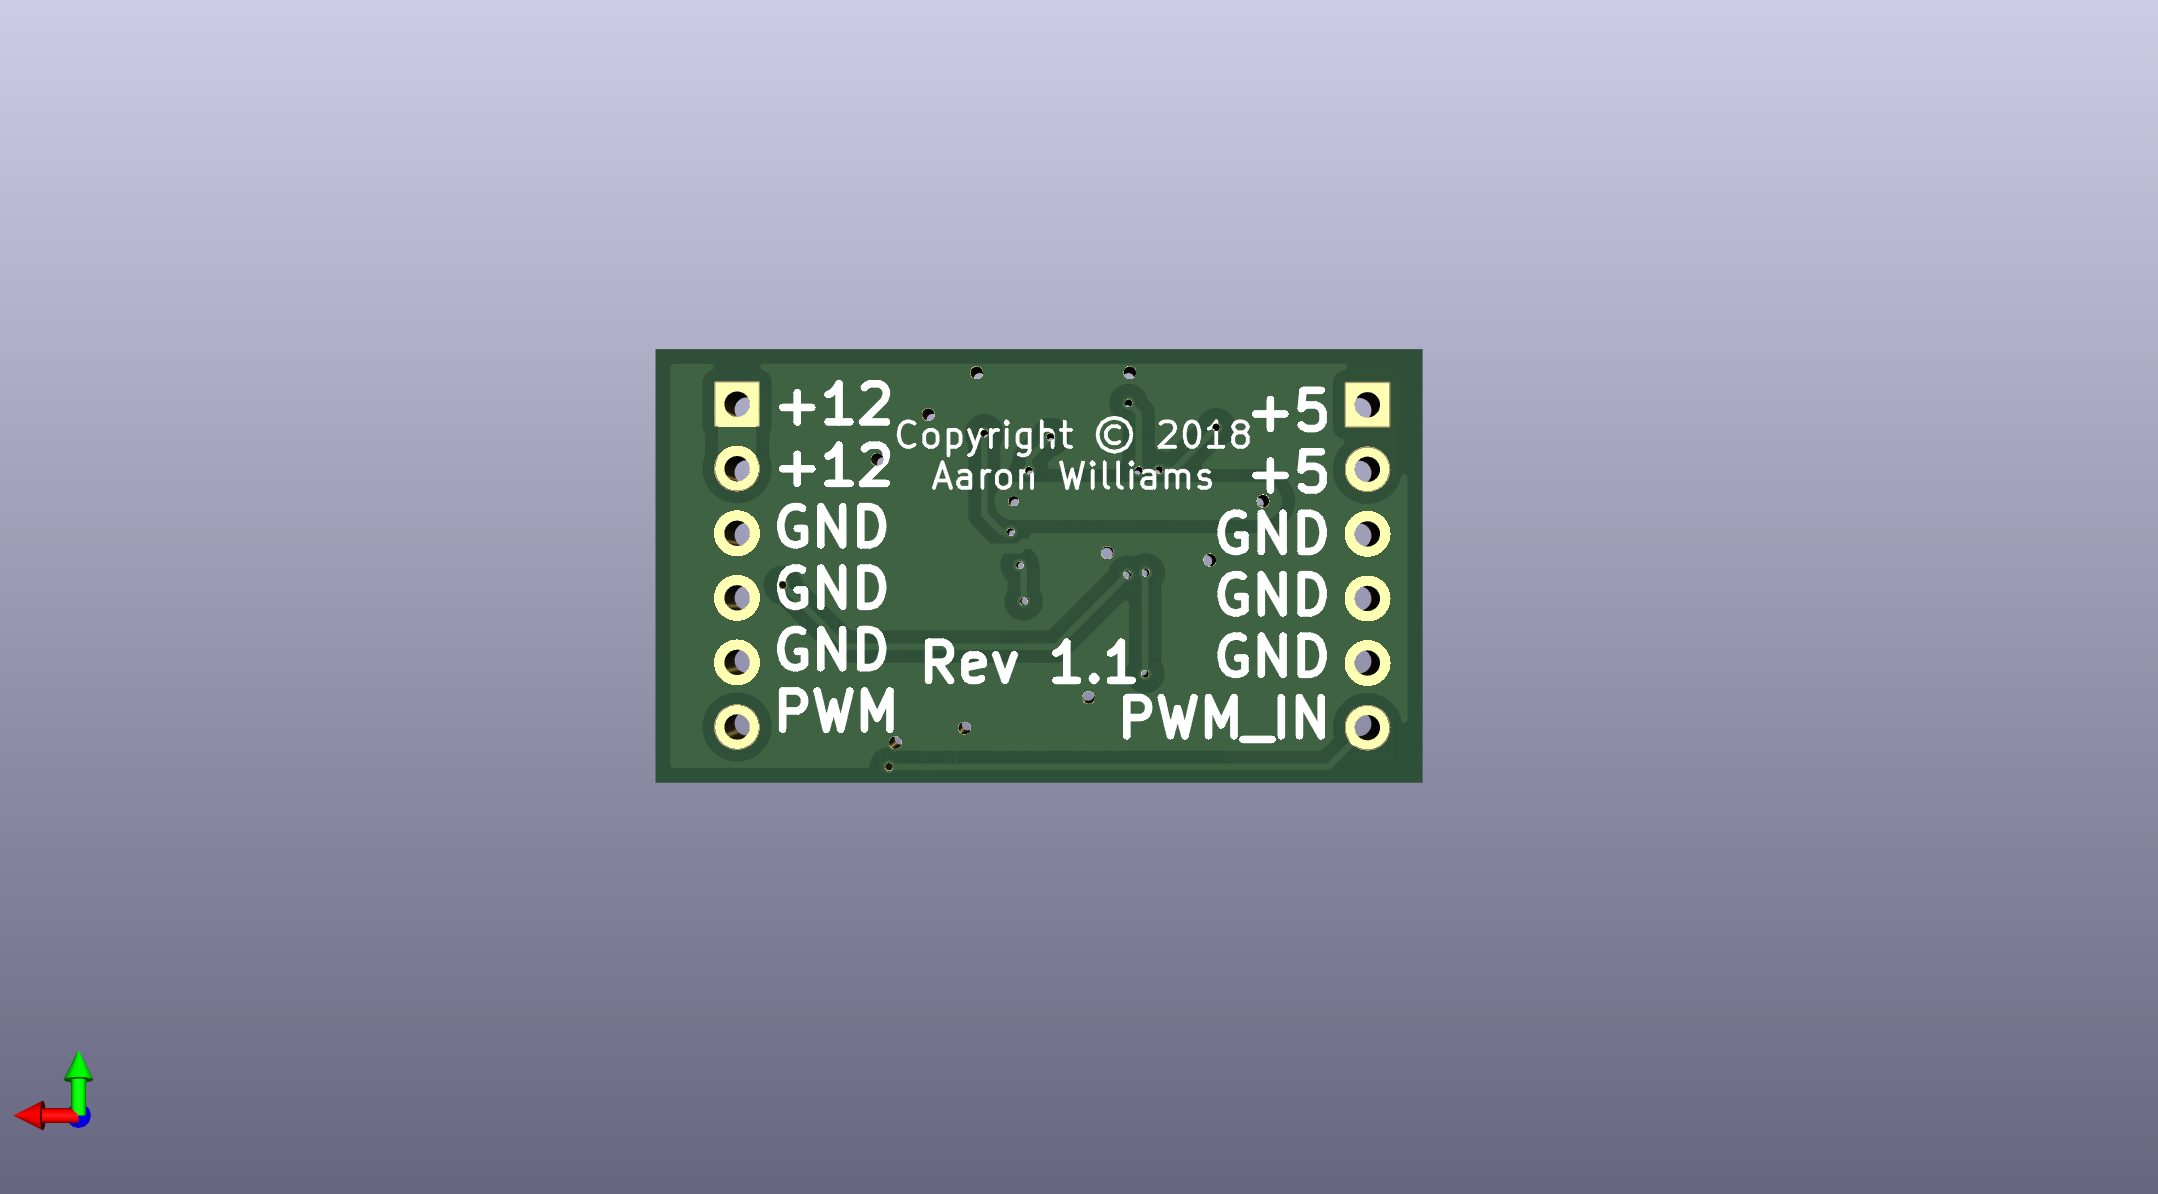 +12
+12
GND
GND
GND
PWM
Copyright © 2018
Aaron Williams
Rev 1.1
+5
+5
GND
GND
GND
PWM_IN